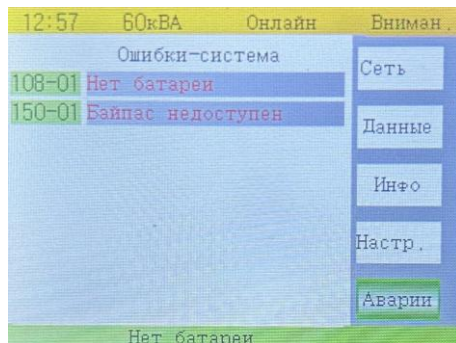 12:57 60кВА Онлайн Вниман.
Ошибки-система
108-01 Нет батареи
150-01 Байпас недоступен
Сеть
Данные
Инфо
Настр.
Аварии
Нет батареи